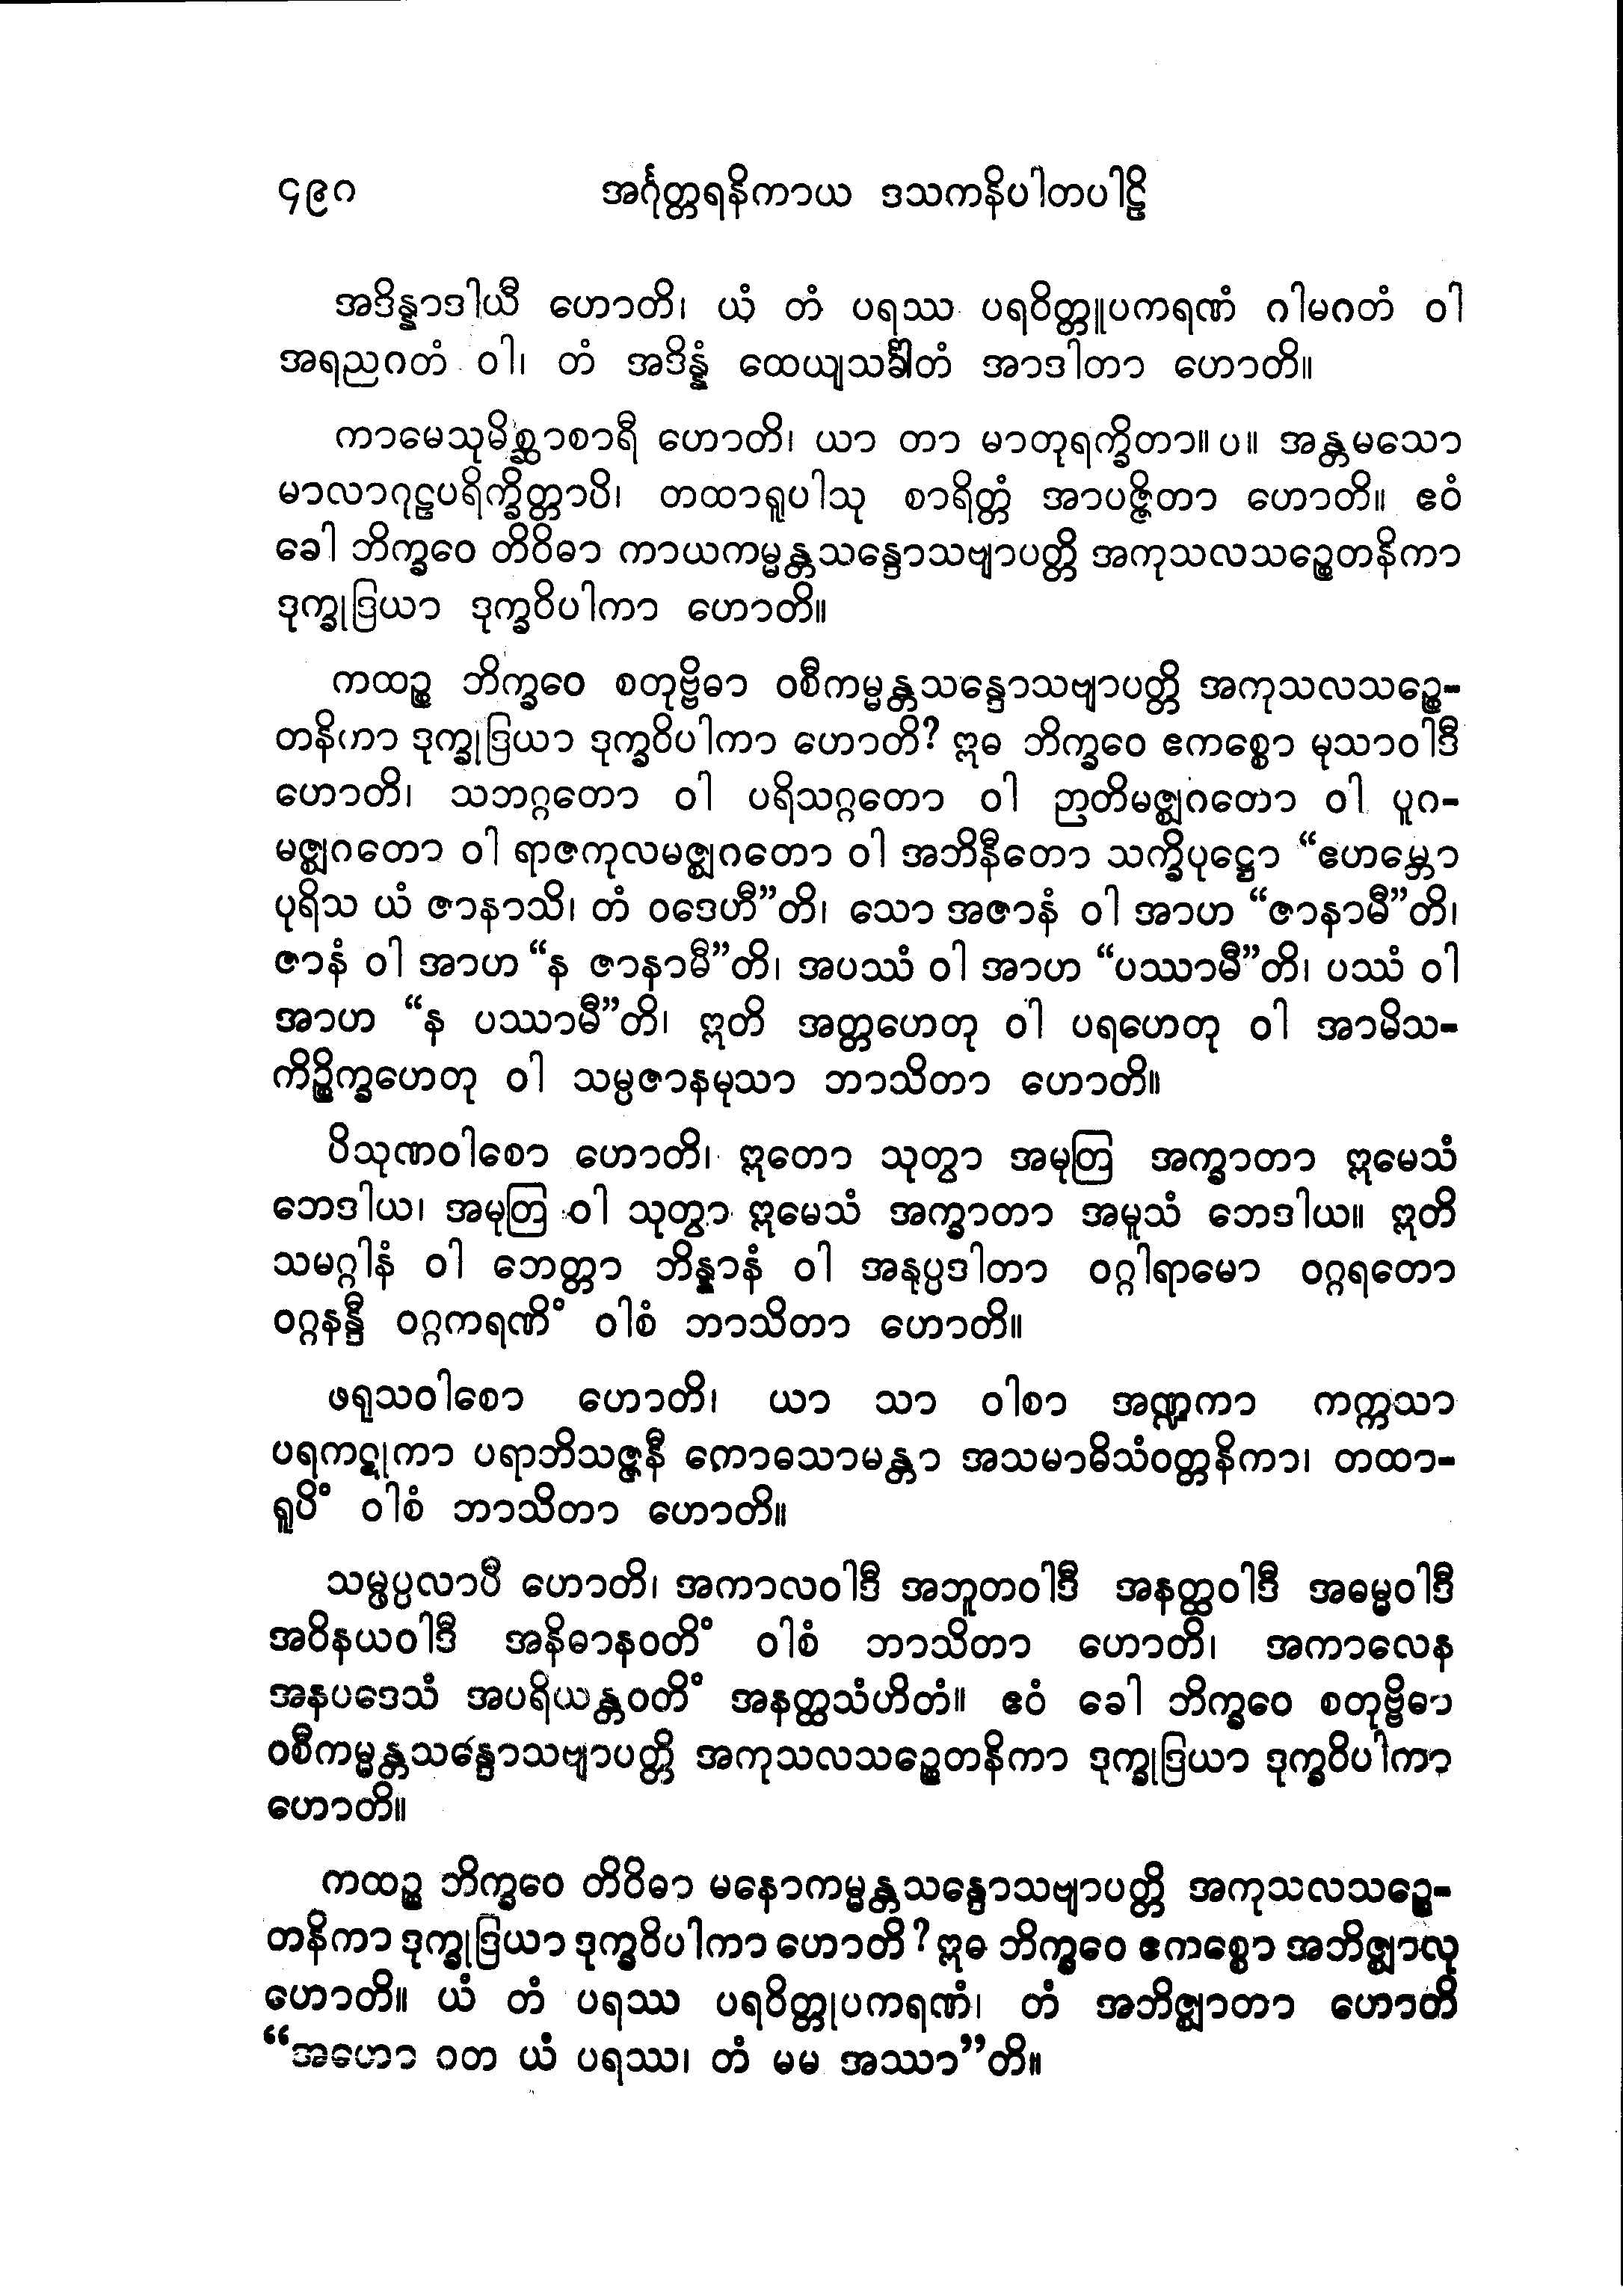 ၄၉ဂ အင်္ဂုတ္တရနိကာယ ဒသကနိပါတပါဠိ
အဒိန္နာဒါယီ ဟောတိ၊ ယံ တံ ပရဿ ပရဝိတ္တူပကရဏံ ဂါမဂတံ ဝါ
အရညဂတံ ဝါ၊ တံ အဒိန္နံ ထေယျသင်္ခါတံ အာဒါတာ ဟောတိ။
ကာမေသုမိစ္ဆာစာရီ ဟောတိ၊ ယာ တာ မာတုရက္ခိတာ။ပ။ အန္တမသော
မာလာဂုဠပရိက္ခိတ္တာပိ၊ တထာရူပါသု စာရိတ္တံ အာပဇ္ဇိတာ ဟောတိ။ ဧဝံ
ခေါ ဘိက္ခဝေ တိဝိဓာ ကာယကမ္မန္တသန္ဒောသဗျာပတ္တိ အကုသလသဉ္စေတနိကာ
ဒုက္ခုဒြယာ ဒုက္ခဝိပါကာ ဟောတိ။
ကထဉ္စ ဘိက္ခဝေ စတုဗ္ဗိဓာ ဝစီကမ္မန္တသန္ဒောသဗျာပတ္တိ အကုသလသဉ္စေ-
တနိကာ ဒုက္ခုဒြယာ ဒုက္ခဝိပါကာ ဟောတိ? ဣဓ ဘိက္ခဝေ ဧကစ္စော မုသာဝါဒီ
ဟောတိ၊ သဘဂ္ဂတော ဝါ ပရိသဂ္ဂတော ဝါ ဉာတိမဇ္ဈဂတော ဝါ ပူဂ-
မဇ္ဈဂတော ဝါ ရာဇကုလမဇ္ဈဂတော ဝါ အဘိနီတော သက္ခိပုဋ္ဌော “ဧဟမ္ဘော
ပုရိသ ယံ ဇာနာသိ၊ တံ ဝဒေဟီ”တိ၊ သော အဇာနံ ဝါ အာဟ “ဇာနာမီ”တိ၊
ဇာနံ ဝါ အာဟ “န ဇာနာမီ”တိ၊ အပဿံ ဝါ အာဟ “ပဿာမီ”တိ၊ ပဿံ ဝါ
အာဟ “န ပဿာမီ”တိ၊ ဣတိ အတ္တဟေတု ဝါ ပရဟေတု ဝါ အာမိသ-
ကိဉ္စိက္ခဟေတု ဝါ သမ္ပဇာနမုသာ ဘာသိတာ ဟောတိ။
ပိသုဏဝါစော ဟောတိ၊ ဣတော သုတွာ အမုတြ အက္ခာတာ ဣမေသံ
ဘေဒါယ၊ အမုတြ ဝါ သုတွာ ဣမေသံ အက္ခာတာ အမူသံ ဘေဒါယ။ ဣတိ
သမဂ္ဂါနံ ဝါ ဘေတ္တာ ဘိန္နာနံ ဝါ အနုပ္ပဒါတာ ဝဂ္ဂါရာမော ဝဂ္ဂရတော
ဝဂ္ဂနန္ဒီ ဝဂ္ဂကရဏိံ ဝါစံ ဘာသိတာ ဟောတိ။
ဖရုသဝါစော ဟောတိ၊ ယာ သာ ဝါစာ အဏ္ဍကာ ကက္ကသာ
ပရကဋုကာ ပရာဘိသဇ္ဇနီ ကောဓသာမန္တာ အသမာဓိသံဝတ္တနိကာ၊ တထာ-
ရူပိံ ဝါစံ ဘာသိတာ ဟောတိ။
သမ္ဖပ္ပလာပီ ဟောတိ၊ အကာလဝါဒီ အဘူတဝါဒီ အနတ္ထဝါဒီ အဓမ္မဝါဒီ
အဝိနယဝါဒီ အနိဓာနဝတိံ ဝါစံ ဘာသိတာ ဟောတိ၊ အကာလေန
အနပဒေသံ အပရိယန္တဝတိံ အနတ္ထသံဟိတံ။ ဧဝံ ခေါ ဘိက္ခဝေ စတုဗ္ဗိဓာ
ဝစီကမ္မန္တသန္ဒောသဗျာပတ္တိ အကုသလသဉ္စေတနိကာ ဒုက္ခုဒြယာ ဒုက္ခဝိပါကာ
ဟောတိ။
ကထဉ္စ ဘိက္ခဝေ တိဝိဓာ မနောကမ္မန္တသန္ဒောသဗျာပတ္တိ အကုသလသဉ္စေ-
တနိကာ ဒုက္ခုဒြယာ ဒုက္ခဝိပါကာ ဟောတိ? ဣဓ ဘိက္ခဝေ ဧကစ္စော အဘိဇ္ဈာလု
ဟောတိ။ ယံ တံ ပရဿ ပရဝိတ္တုပကရဏံ၊ တံ အဘိဇ္ဈာတာ ဟောတိ
“အဟော ဝတ ယံ ပရဿ၊ တံ မမ အဿာ”တိ။